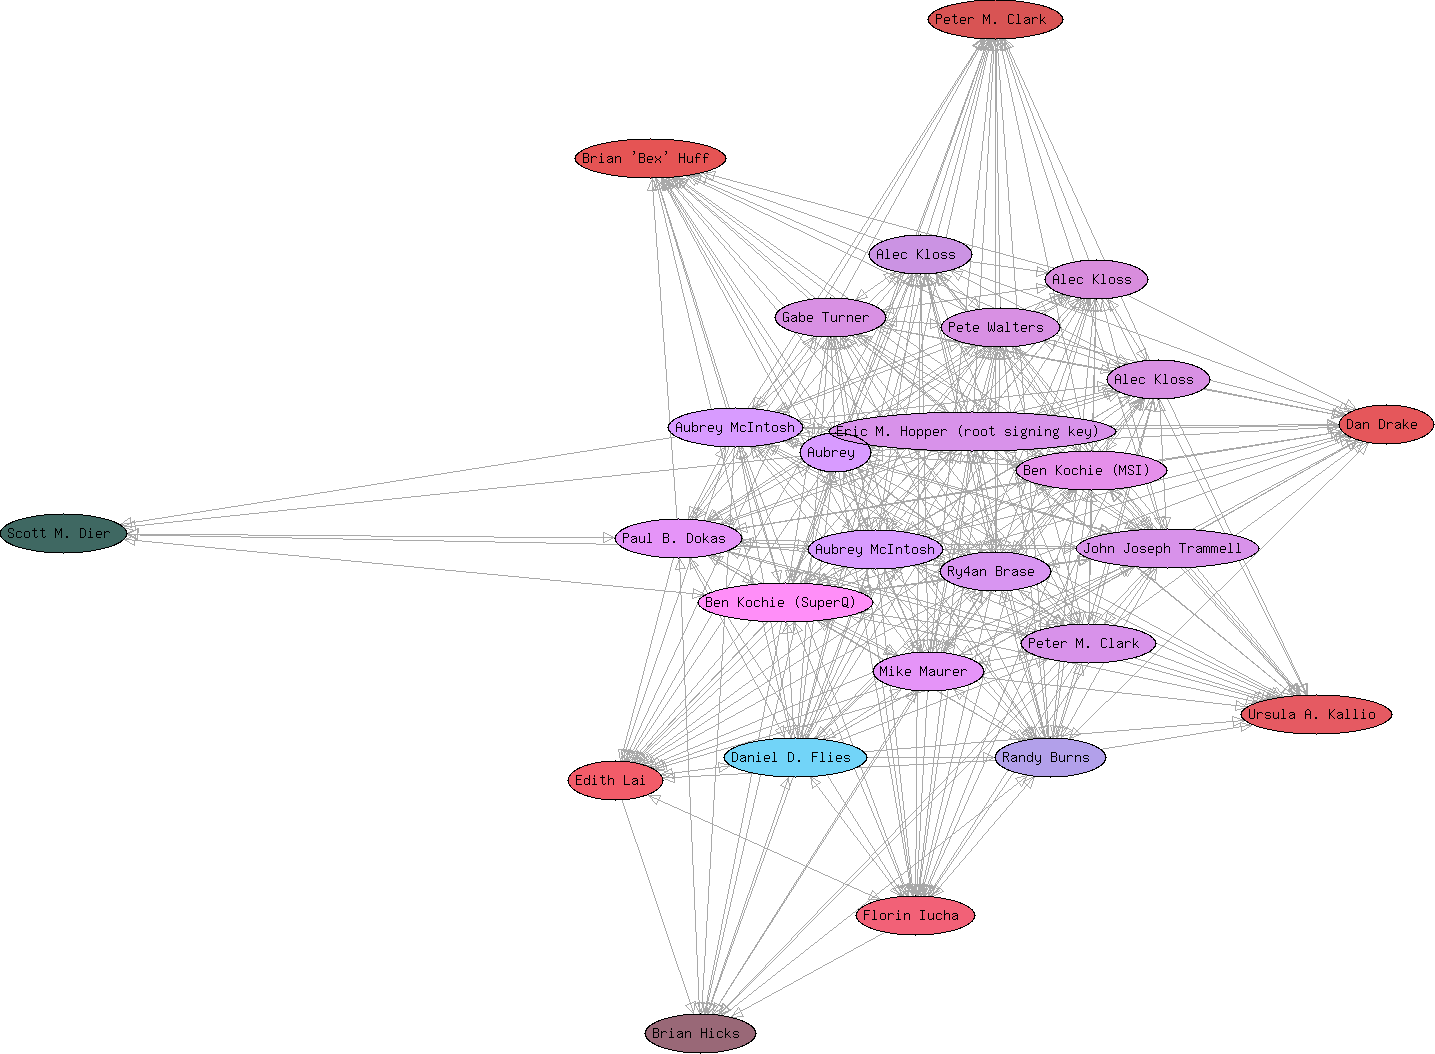 Peter M. Clark
Brian 'Bex' Huff
Alec Kloss
Alec Kloss
Gabe Turner
Pete Walters
Alec Kloss
Aubrey McIntosh
Eric M. Hopper (root signing key)
Dan Drake
Aubrey
Ben Kochie (MSI)
Scott M. Dier
Paul B. Dokas
Aubrey McIntosh
John Joseph Trammell
Ry4an Brase
Ben Kochie (SuperQ)
Peter M. Clark
Mike Maurer
Ursula A. Kallio
Daniel D. Flies
Randy Burns
Edith Lai
Florin Iucha
Brian Hicks